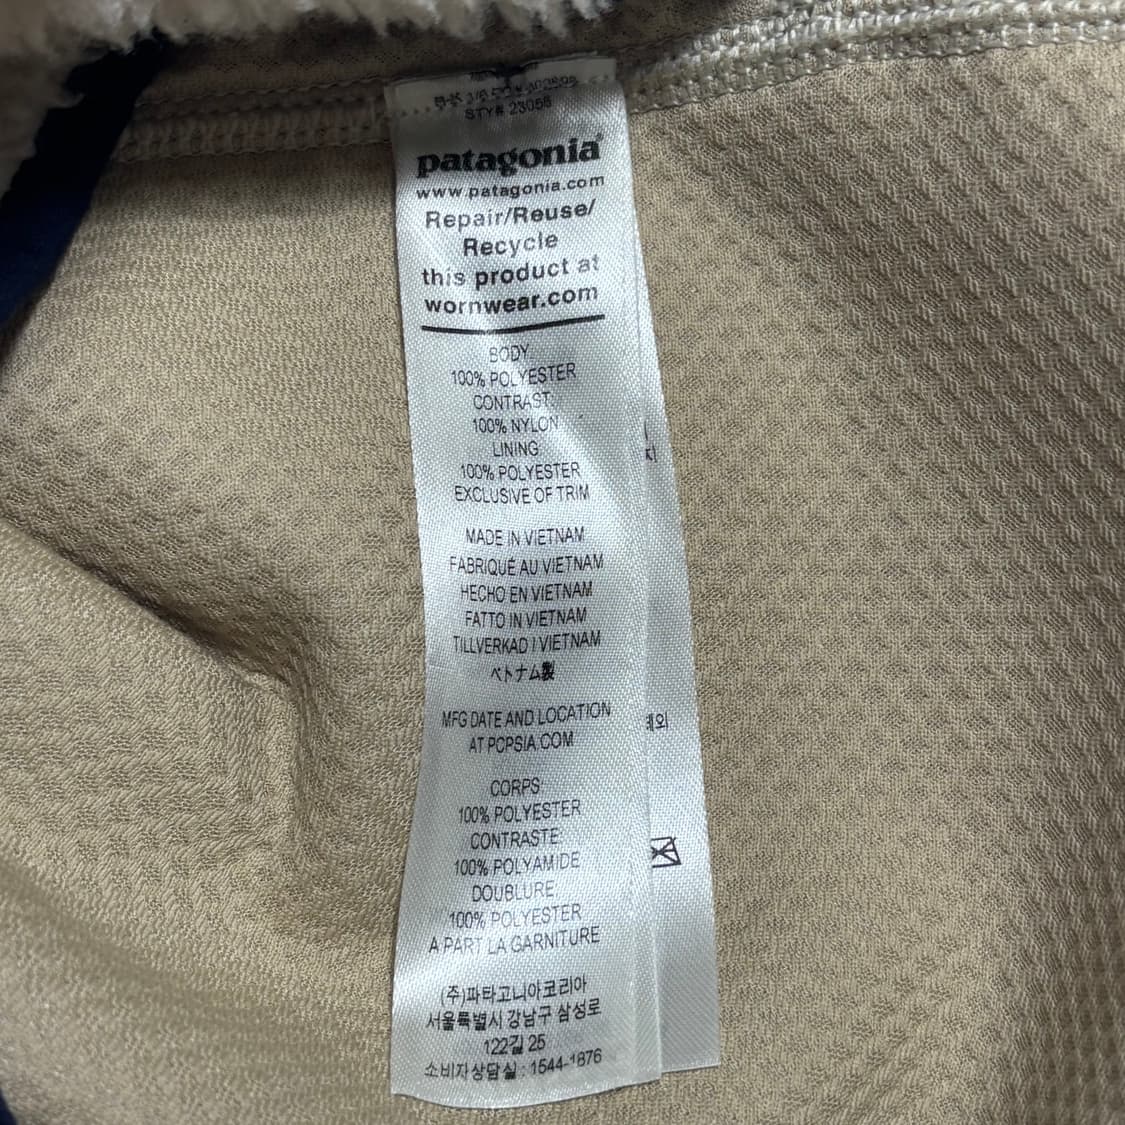 STY# 23056
patagonia®
www.patagonia.com
Repair/Reuse/
Recycle
this product at
wornwear.com
BODY:
100% POLYESTER
CONTRAST:
100% NYLON
LINING:
100% POLYESTER
EXCLUSIVE OF TRIM
MADE IN VIETNAM
FABRIQUÉ AU VIETNAM
HECHO EN VIETNAM
FATTO IN VIETNAM
TILLVERKAD I VIETNAM
ベトナム製
MFG DATE AND LOCATION
AT PCPSIA.COM
CORPS:
100% POLYESTER
CONTRASTE:
100% POLYAMIDE
DOUBLURE:
100% POLYESTER
A PART LA GARNITURE
(주)파타고니아코리아
서울특별시 강남구 삼성로
122길 25
소비자상담실 : 1544-1876
외